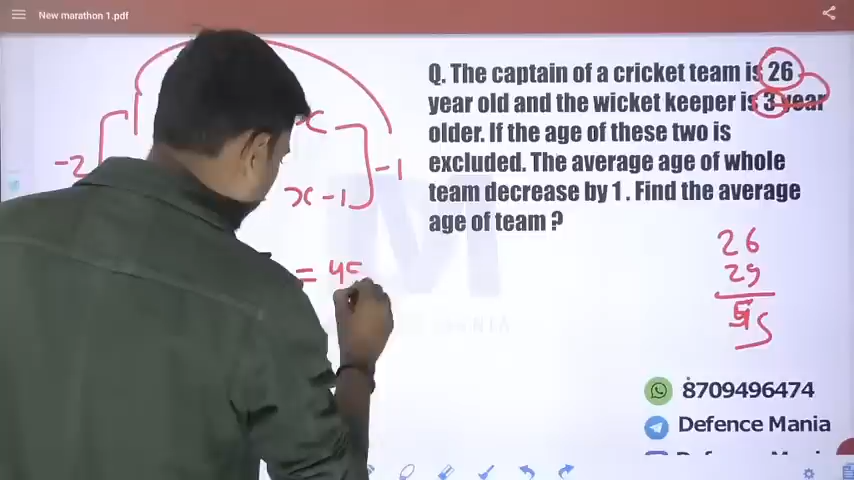 New marathon 1.pdf
Q. The captain of a cricket team is 26
year old and the wicket keeper is 3 year
older. If the age of these two is
excluded. The average age of whole
team decrease by 1 . Find the average
age of team ?
x
-2
-1
x-1
= 45
26
29
55
8709496474
Defence Mania